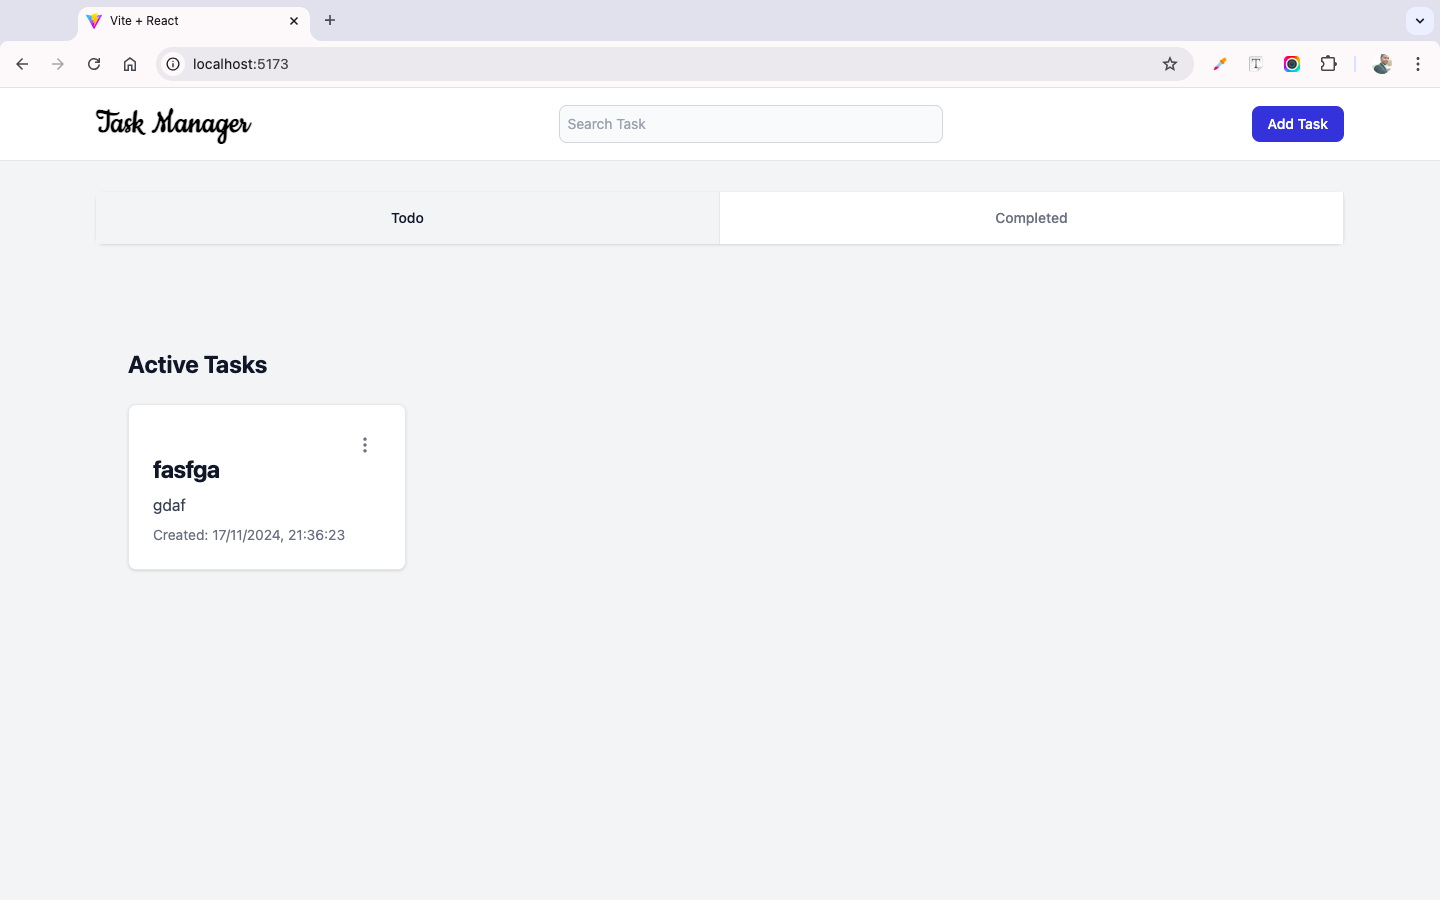 Vite + React
localhost:5173
Task Manager
Search Task
Add Task
Todo
Completed
Active Tasks
fasfga
gdaf
Created: 17/11/2024, 21:36:23